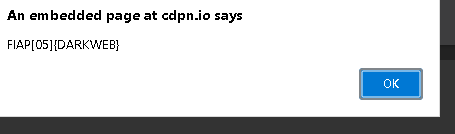 An embedded page at cdpn.io says
FIAP[05]{DARKWEB}
OK